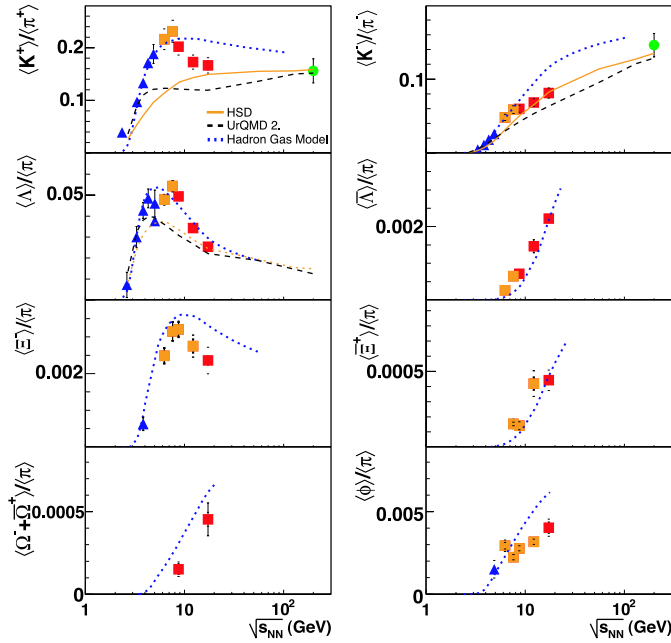 ⟨K⁺⟩/⟨π⁺⟩
0.2
0.1
HSD
UrQMD 2.
Hadron Gas Model
⟨K⁻⟩/⟨π⁻⟩
0.1
⟨Λ⟩/⟨π⟩
0.05
⟨Λ̅⟩/⟨π⟩
0.002
⟨Ξ⁻⟩/⟨π⟩
0.002
⟨Ξ̅⁺⟩/⟨π⟩
0.0005
⟨Ω⁻+Ω̅⁺⟩/⟨π⟩
0.0005
0
1 10 10²
√sNN (GeV)
⟨ϕ⟩/⟨π⟩
0.005
0
1 10 10²
√sNN (GeV)